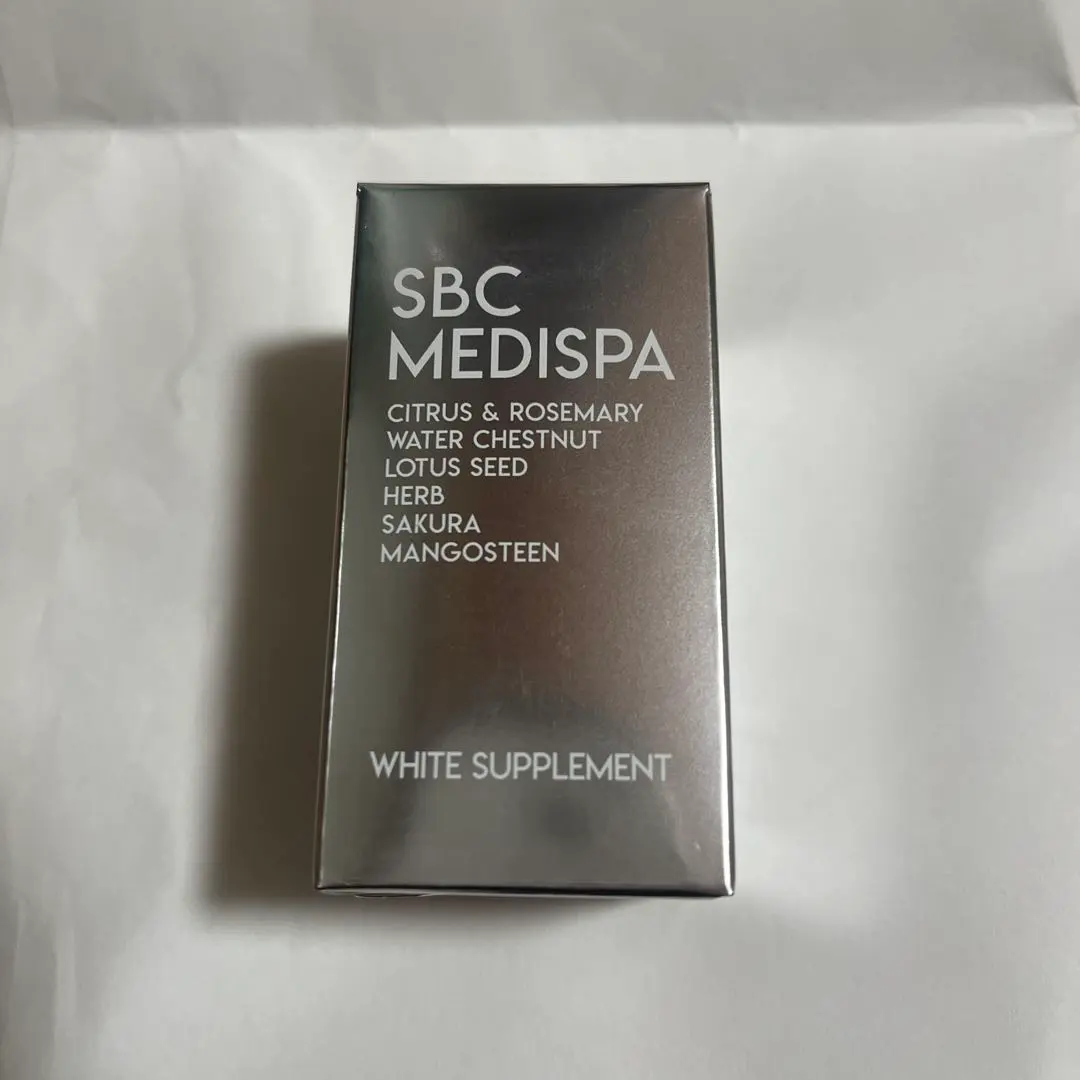 SBC
MEDISPA
CITRUS & ROSEMARY
WATER CHESTNUT
LOTUS SEED
HERB
SAKURA
MANGOSTEEN
WHITE SUPPLEMENT